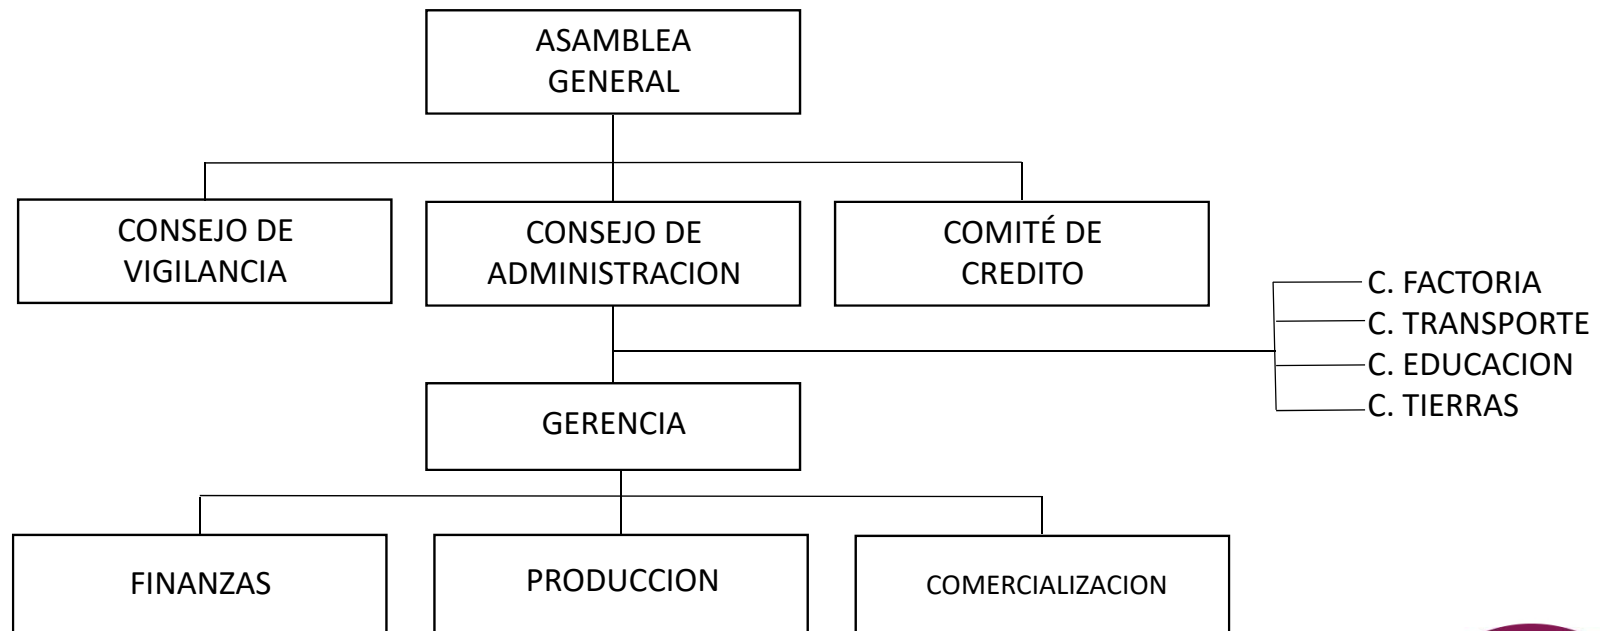 ASAMBLEA
GENERAL
CONSEJO DE
VIGILANCIA
CONSEJO DE
ADMINISTRACION
COMITÉ DE
CREDITO
C. FACTORIA
C. TRANSPORTE
C. EDUCACION
C. TIERRAS
GERENCIA
FINANZAS
PRODUCCION
COMERCIALIZACION